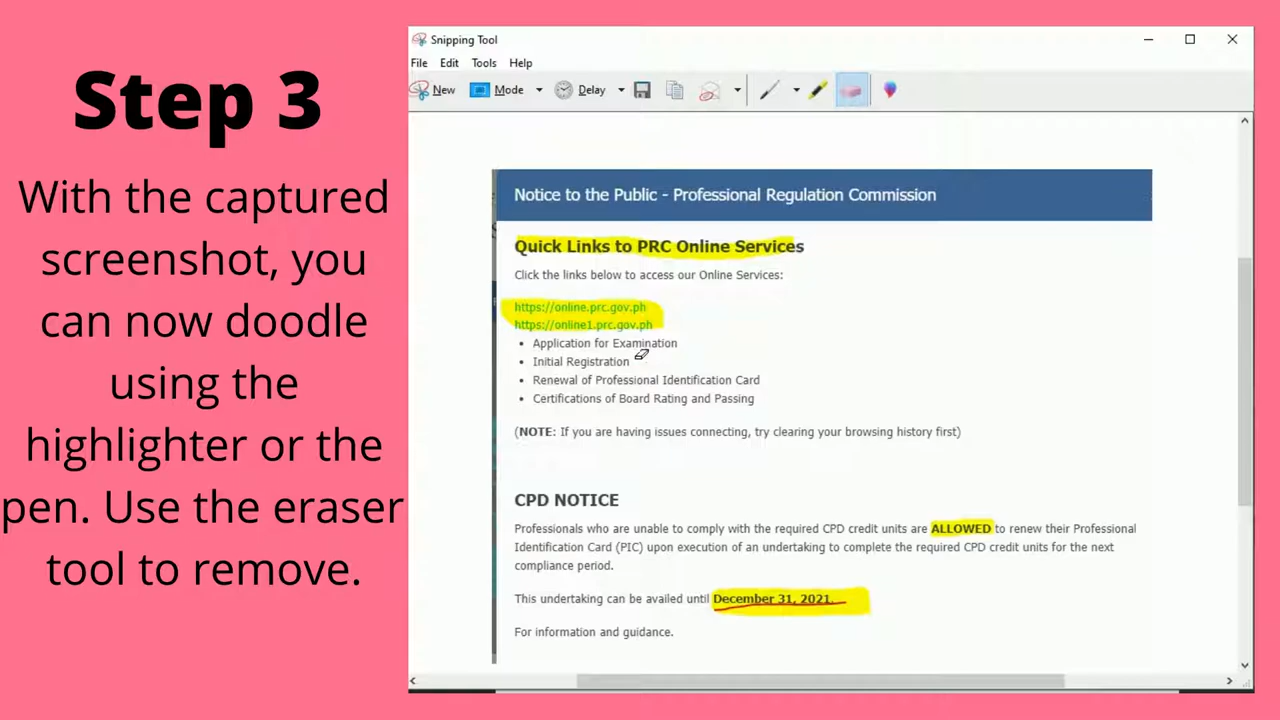 Step 3
With the captured
screenshot, you
can now doodle
using the
highlighter or the
pen. Use the eraser
tool to remove.
Snipping Tool
File Edit Tools Help
New Mode Delay
Notice to the Public - Professional Regulation Commission
Quick Links to PRC Online Services
Click the links below to access our Online Services:
https://online.prc.gov.ph
https://online1.prc.gov.ph
• Application for Examination
• Initial Registration
• Renewal of Professional Identification Card
• Certifications of Board Rating and Passing
(NOTE: If you are having issues connecting, try clearing your browsing history first)
CPD NOTICE
Professionals who are unable to comply with the required CPD credit units are ALLOWED to renew their Professional
Identification Card (PIC) upon execution of an undertaking to complete the required CPD credit units for the next
compliance period.
This undertaking can be availed until December 31, 2021.
For information and guidance.